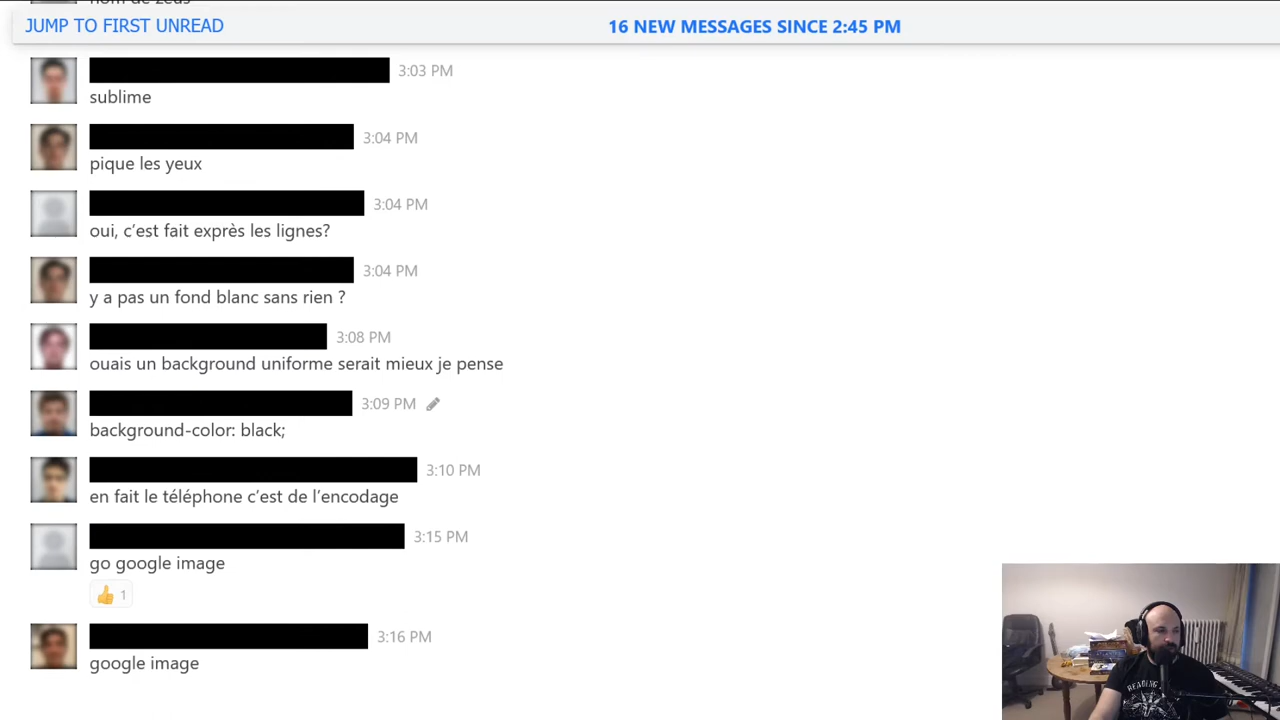 nom de zeus
JUMP TO FIRST UNREAD
16 NEW MESSAGES SINCE 2:45 PM
3:03 PM
sublime
3:04 PM
pique les yeux
3:04 PM
oui, c’est fait exprès les lignes?
3:04 PM
y a pas un fond blanc sans rien ?
3:08 PM
ouais un background uniforme serait mieux je pense
3:09 PM
background-color: black;
3:10 PM
en fait le téléphone c’est de l’encodage
3:15 PM
go google image
1
3:16 PM
google image
READING